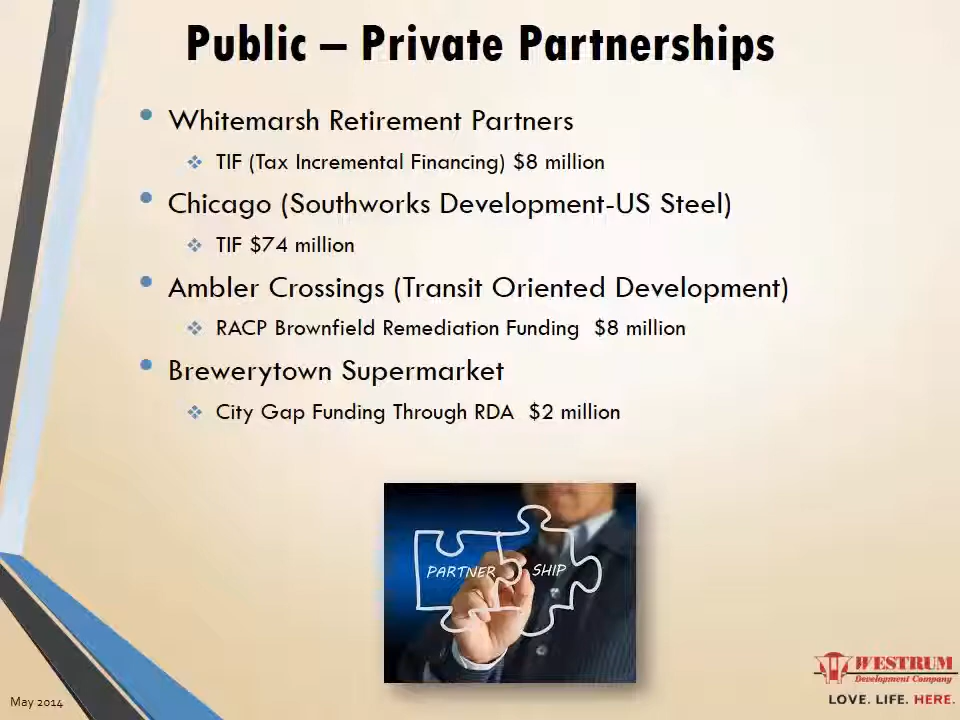 Public – Private Partnerships
Whitemarsh Retirement Partners
TIF (Tax Incremental Financing) $8 million
Chicago (Southworks Development-US Steel)
TIF $74 million
Ambler Crossings (Transit Oriented Development)
RACP Brownfield Remediation Funding $8 million
Brewerytown Supermarket
City Gap Funding Through RDA $2 million
PARTNER SHIP
WESTRUM
Development Company
LOVE. LIFE. HERE.
May 2014